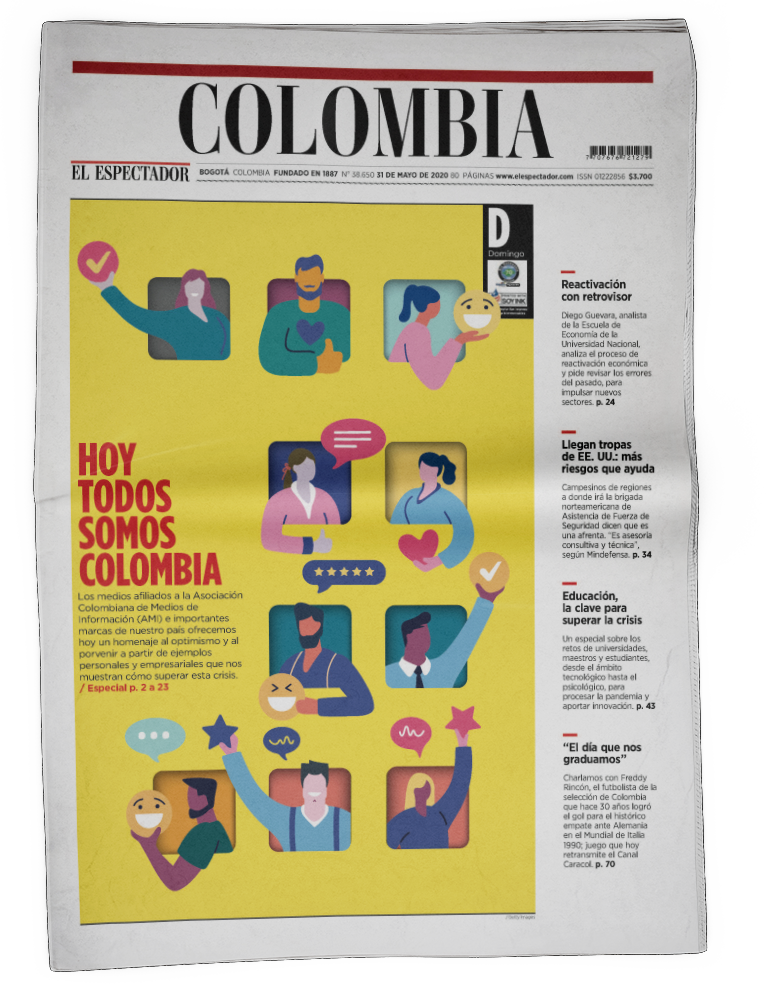 COLOMBIA
7707676721279
EL ESPECTADOR
BOGOTÁ COLOMBIA FUNDADO EN 1887 Nº 38.650 31 DE MAYO DE 2020 80 PÁGINAS www.elespectador.com ISSN 01222856 $3.700
D
Domingo
SOY INK
HOY
TODOS
SOMOS
COLOMBIA
Los medios afiliados a la Asociación
Colombiana de Medios de
Información (AMI) e importantes
marcas de nuestro país ofrecemos
hoy un homenaje al optimismo y al
porvenir a partir de ejemplos
personales y empresariales que nos
muestran cómo superar esta crisis.
/ Especial p. 2 a 23
Reactivación
con retrovisor
Diego Guevara, analista
de la Escuela de
Economía de la
Universidad Nacional,
analiza el proceso de
reactivación económica
y pide revisar los errores
del pasado, para
impulsar nuevos
sectores. p. 24
Llegan tropas
de EE. UU.: más
riesgos que ayuda
Campesinos de regiones
a donde irá la brigada
norteamericana de
Asistencia de Fuerza de
Seguridad dicen que es
una afrenta. “Es asesoría
consultiva y técnica”,
según Mindefensa. p. 34
Educación,
la clave para
superar la crisis
Un especial sobre los
retos de universidades,
maestros y estudiantes,
desde el ámbito
tecnológico hasta el
psicológico, para
procesar la pandemia y
aportar innovación. p. 43
“El día que nos
graduamos”
Charlamos con Freddy
Rincón, el futbolista de la
selección de Colombia
que hace 30 años logró
el gol para el histórico
empate ante Alemania
en el Mundial de Italia
1990; juego que hoy
retransmite el Canal
Caracol. p. 70